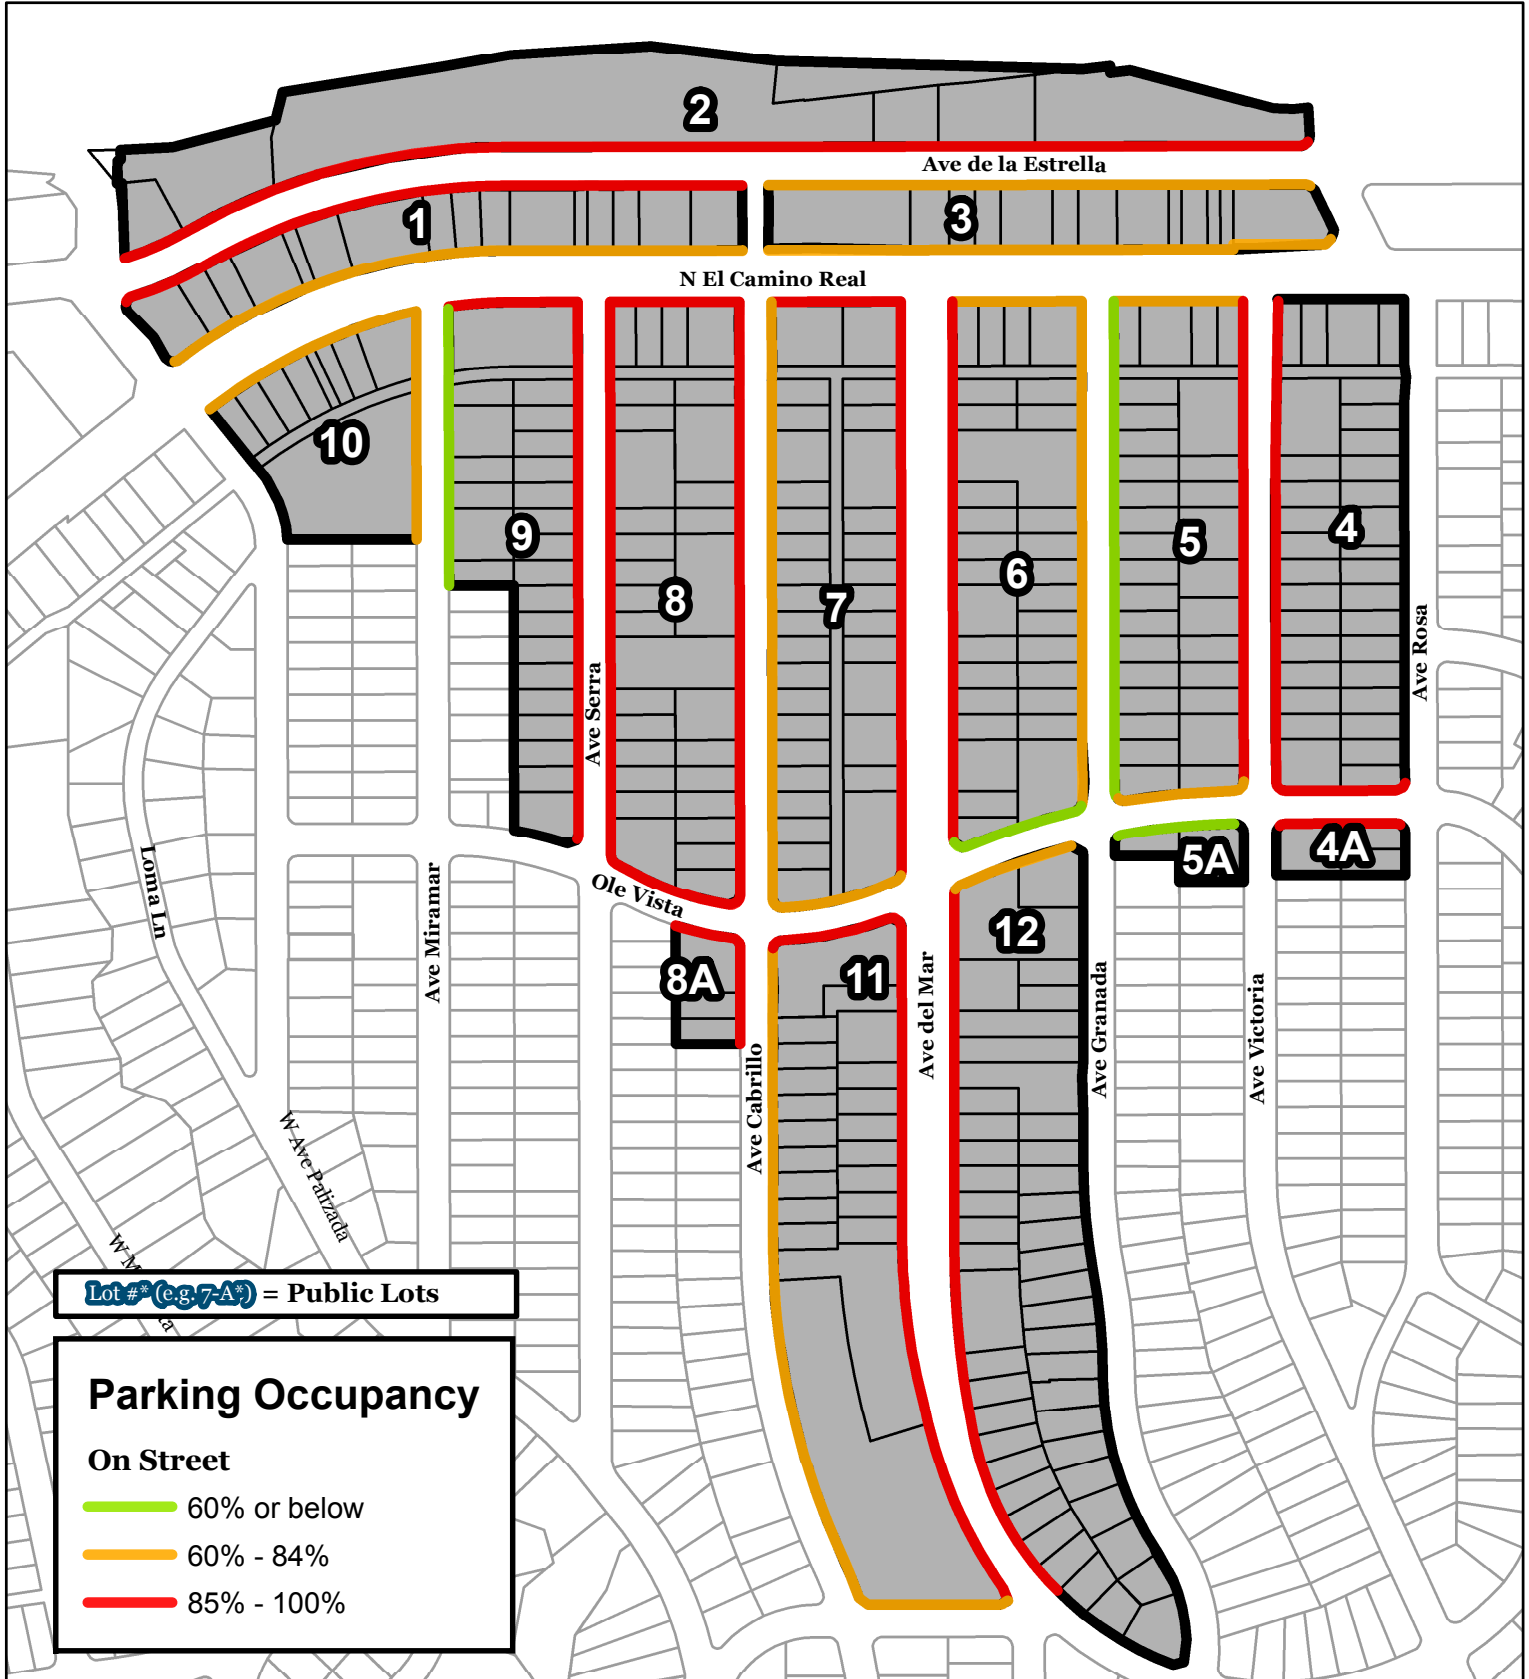 2
Ave de la Estrella
1
3
N El Camino Real
10
9
8
7
6
5
4
Ave Serra
Ave Rosa
Loma Ln
Ave Miramar
Ole Vista
8A
11
12
5A
4A
Ave del Mar
Ave Granada
Ave Victoria
Ave Cabrillo
W Ave Palizada
W M
ta
Lot #* (e.g. 7-A*) = Public Lots
Parking Occupancy
On Street
60% or below
60% - 84%
85% - 100%